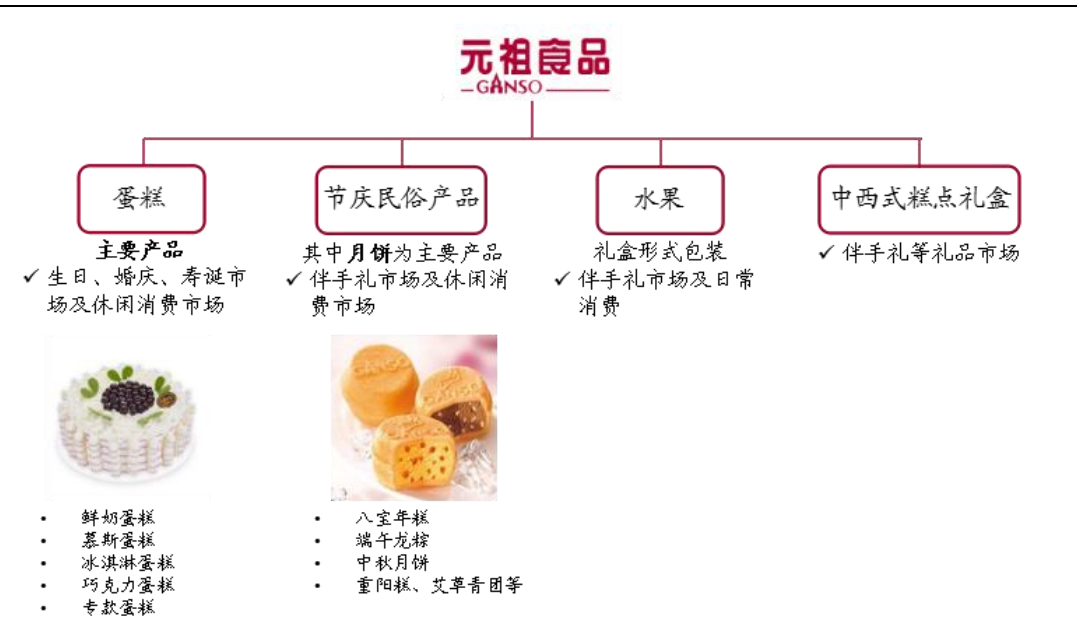 元祖食品
GANSO
蛋糕
主要产品
✓ 生日、婚庆、寿诞市
场及休闲消费市场
• 鲜奶蛋糕
• 慕斯蛋糕
• 冰淇淋蛋糕
• 巧克力蛋糕
• 专款蛋糕
节庆民俗产品
其中月饼为主要产品
✓ 伴手礼市场及休闲消
费市场
GANSO
GANSO
• 八宝年糕
• 端午龙粽
• 中秋月饼
• 重阳糕、艾草青团等
水果
礼盒形式包装
✓ 伴手礼市场及日常
消费
中西式糕点礼盒
✓ 伴手礼等礼品市场